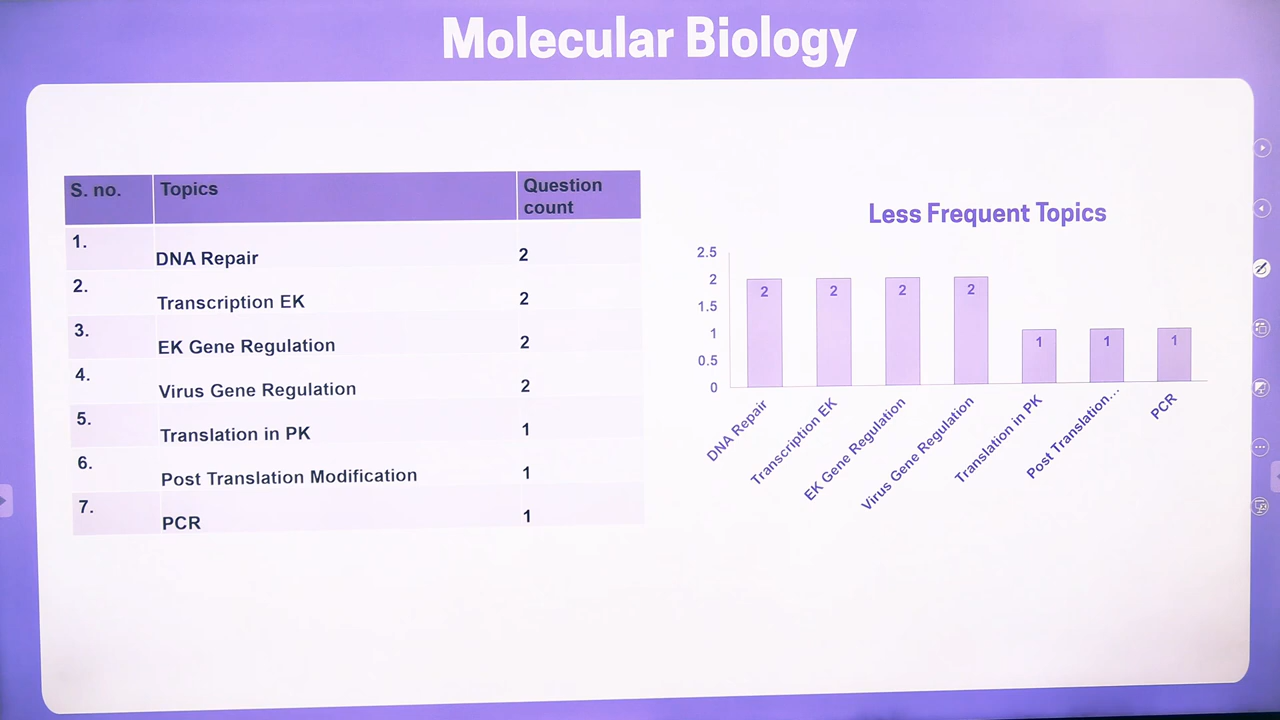 Molecular Biology
S. no. Topics Question count
1. DNA Repair 2
2. Transcription EK 2
3. EK Gene Regulation 2
4. Virus Gene Regulation 2
5. Translation in PK 1
6. Post Translation Modification 1
7. PCR 1
Less Frequent Topics
2.5
2
1.5
1
0.5
0
2 2 2 2 1 1 1
DNA Repair
Transcription EK
EK Gene Regulation
Virus Gene Regulation
Translation in PK
Post Translation...
PCR